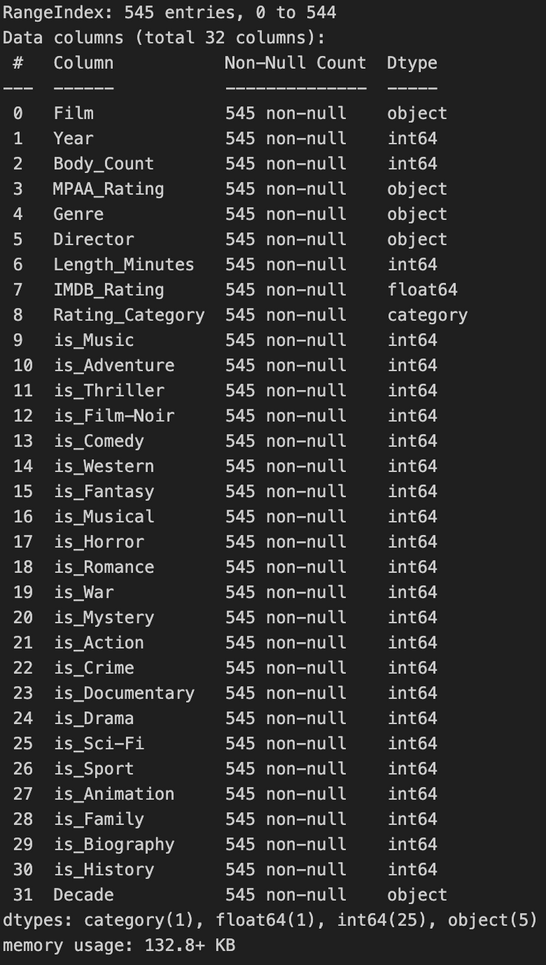 RangeIndex: 545 entries, 0 to 544
Data columns (total 32 columns):
 #   Column           Non-Null Count  Dtype
---  ------           --------------  -----
 0   Film             545 non-null    object
 1   Year             545 non-null    int64
 2   Body_Count       545 non-null    int64
 3   MPAA_Rating      545 non-null    object
 4   Genre            545 non-null    object
 5   Director         545 non-null    object
 6   Length_Minutes   545 non-null    int64
 7   IMDB_Rating      545 non-null    float64
 8   Rating_Category  545 non-null    category
 9   is_Music         545 non-null    int64
 10  is_Adventure     545 non-null    int64
 11  is_Thriller      545 non-null    int64
 12  is_Film-Noir     545 non-null    int64
 13  is_Comedy        545 non-null    int64
 14  is_Western       545 non-null    int64
 15  is_Fantasy       545 non-null    int64
 16  is_Musical       545 non-null    int64
 17  is_Horror        545 non-null    int64
 18  is_Romance       545 non-null    int64
 19  is_War           545 non-null    int64
 20  is_Mystery       545 non-null    int64
 21  is_Action        545 non-null    int64
 22  is_Crime         545 non-null    int64
 23  is_Documentary   545 non-null    int64
 24  is_Drama         545 non-null    int64
 25  is_Sci-Fi        545 non-null    int64
 26  is_Sport         545 non-null    int64
 27  is_Animation     545 non-null    int64
 28  is_Family        545 non-null    int64
 29  is_Biography     545 non-null    int64
 30  is_History       545 non-null    int64
 31  Decade           545 non-null    object
dtypes: category(1), float64(1), int64(25), object(5)
memory usage: 132.8+ KB